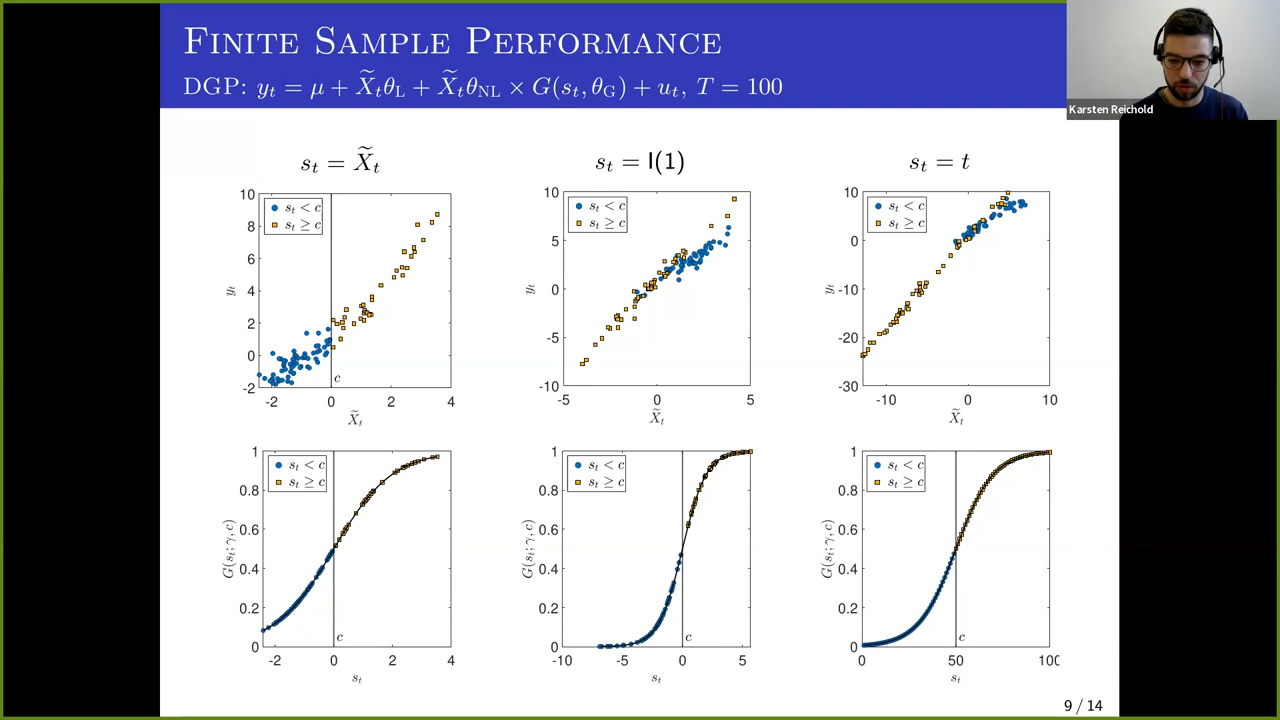 FINITE SAMPLE PERFORMANCE
DGP: y_t = μ + X̃_tθ_L + X̃_tθ_NL × G(s_t, θ_G) + u_t, T = 100
Karsten Reichold
s_t = X̃_t
s_t = I(1)
s_t = t
10
8
6
4
2
0
-2
y_t
s_t < c
s_t ≥ c
c
-2 0 2 4
X̃_t
10
5
0
-5
-10
y_t
s_t < c
s_t ≥ c
-5 0 5
X̃_t
10
0
-10
-20
-30
y_t
s_t < c
s_t ≥ c
-10 0 10
X̃_t
1
0.8
0.6
0.4
0.2
0
G(s_t; γ, c)
s_t < c
s_t ≥ c
c
-2 0 2 4
s_t
1
0.8
0.6
0.4
0.2
0
G(s_t; γ, c)
s_t < c
s_t ≥ c
c
-10 -5 0 5
s_t
1
0.8
0.6
0.4
0.2
0
G(s_t; γ, c)
s_t < c
s_t ≥ c
c
0 50 100
s_t
9 / 14